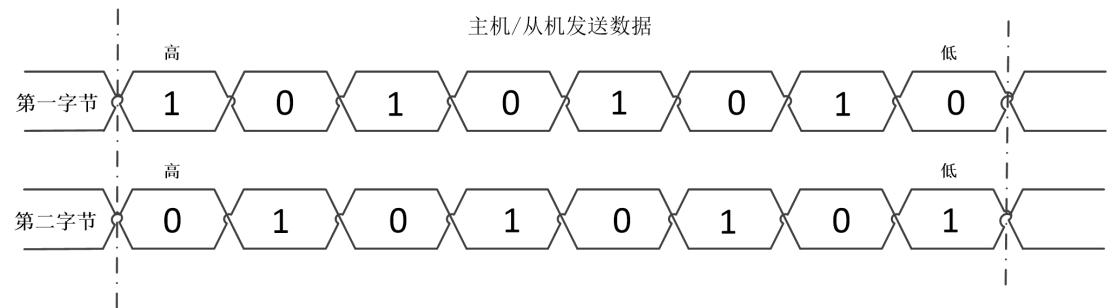 主机/从机发送数据
高 低
第一字节 1 0 1 0 1 0 1 0
高 低
第二字节 0 1 0 1 0 1 0 1